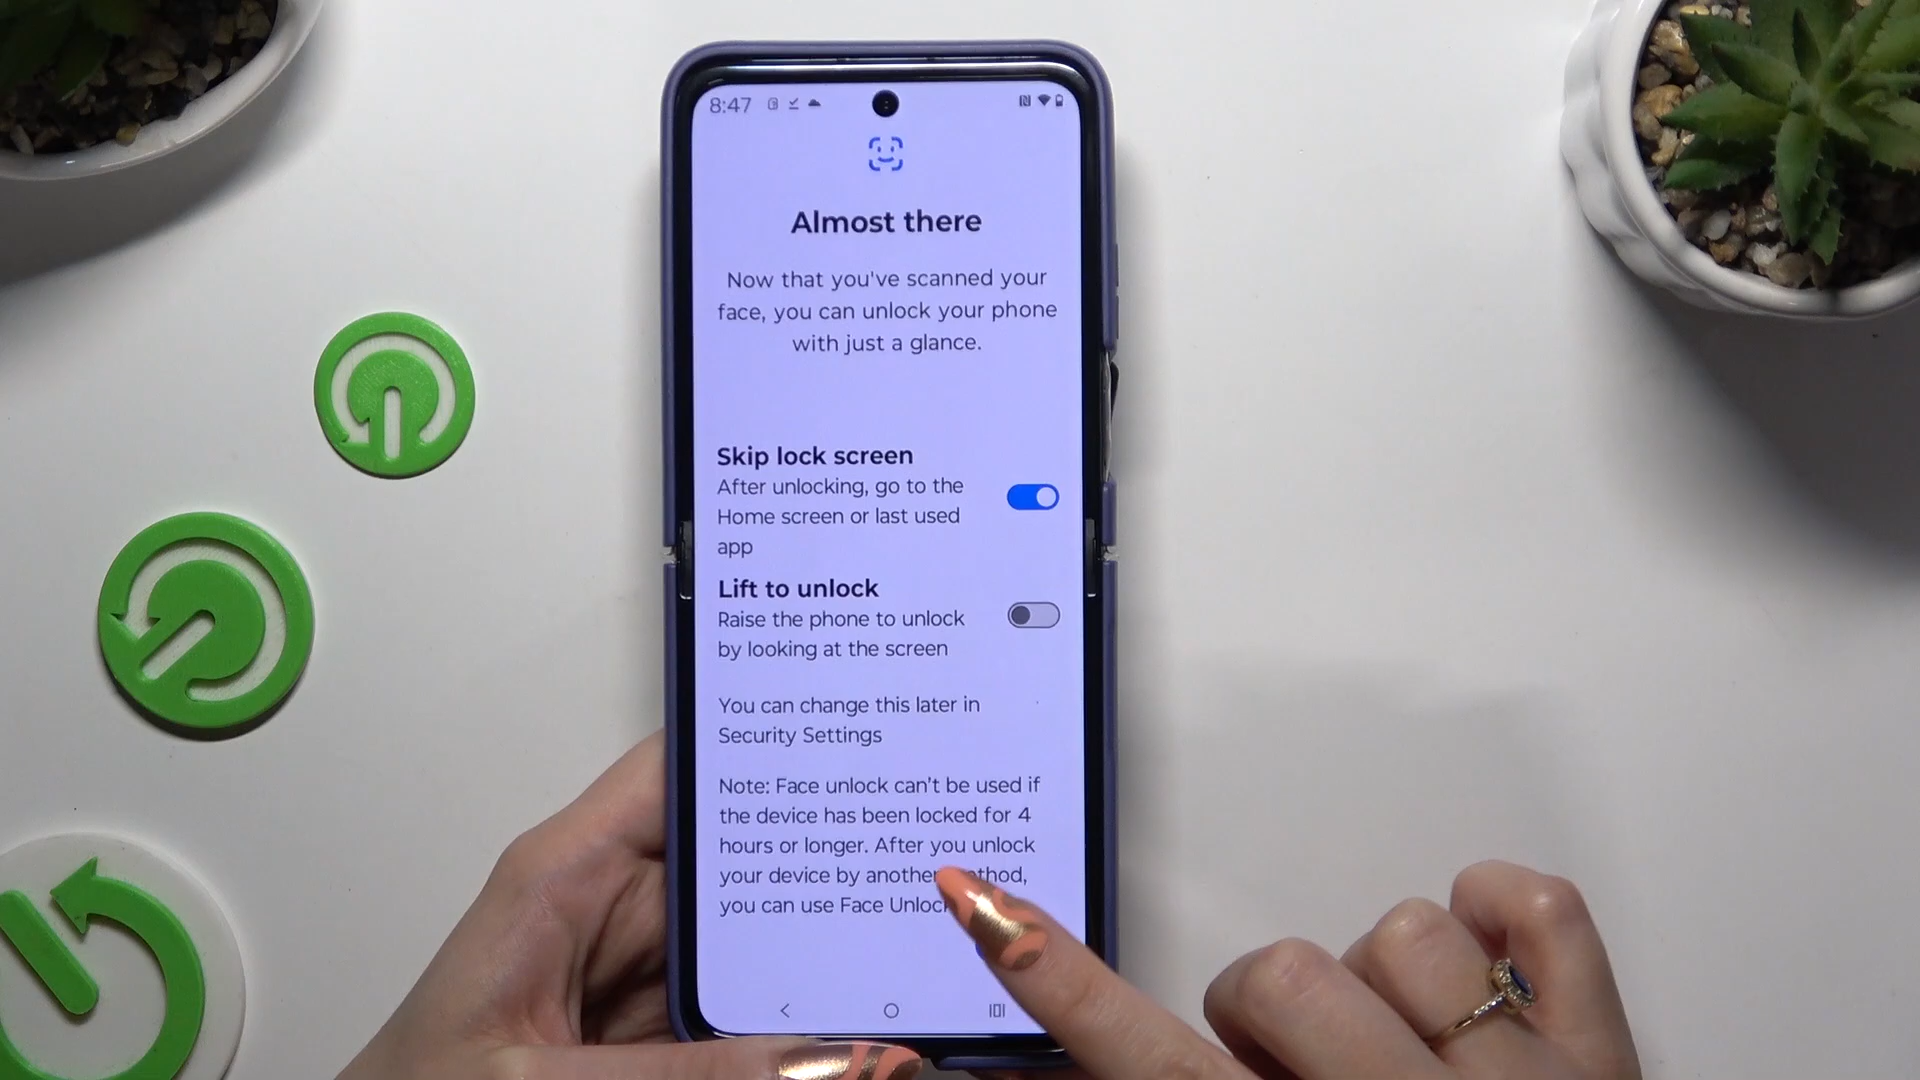 8:47
Almost there
Now that you've scanned your
face, you can unlock your phone
with just a glance.
Skip lock screen
After unlocking, go to the
Home screen or last used
app
Lift to unlock
Raise the phone to unlock
by looking at the screen
You can change this later in
Security Settings
Note: Face unlock can't be used if
the device has been locked for 4
hours or longer. After you unlock
your device by another
you can use Face Unlock